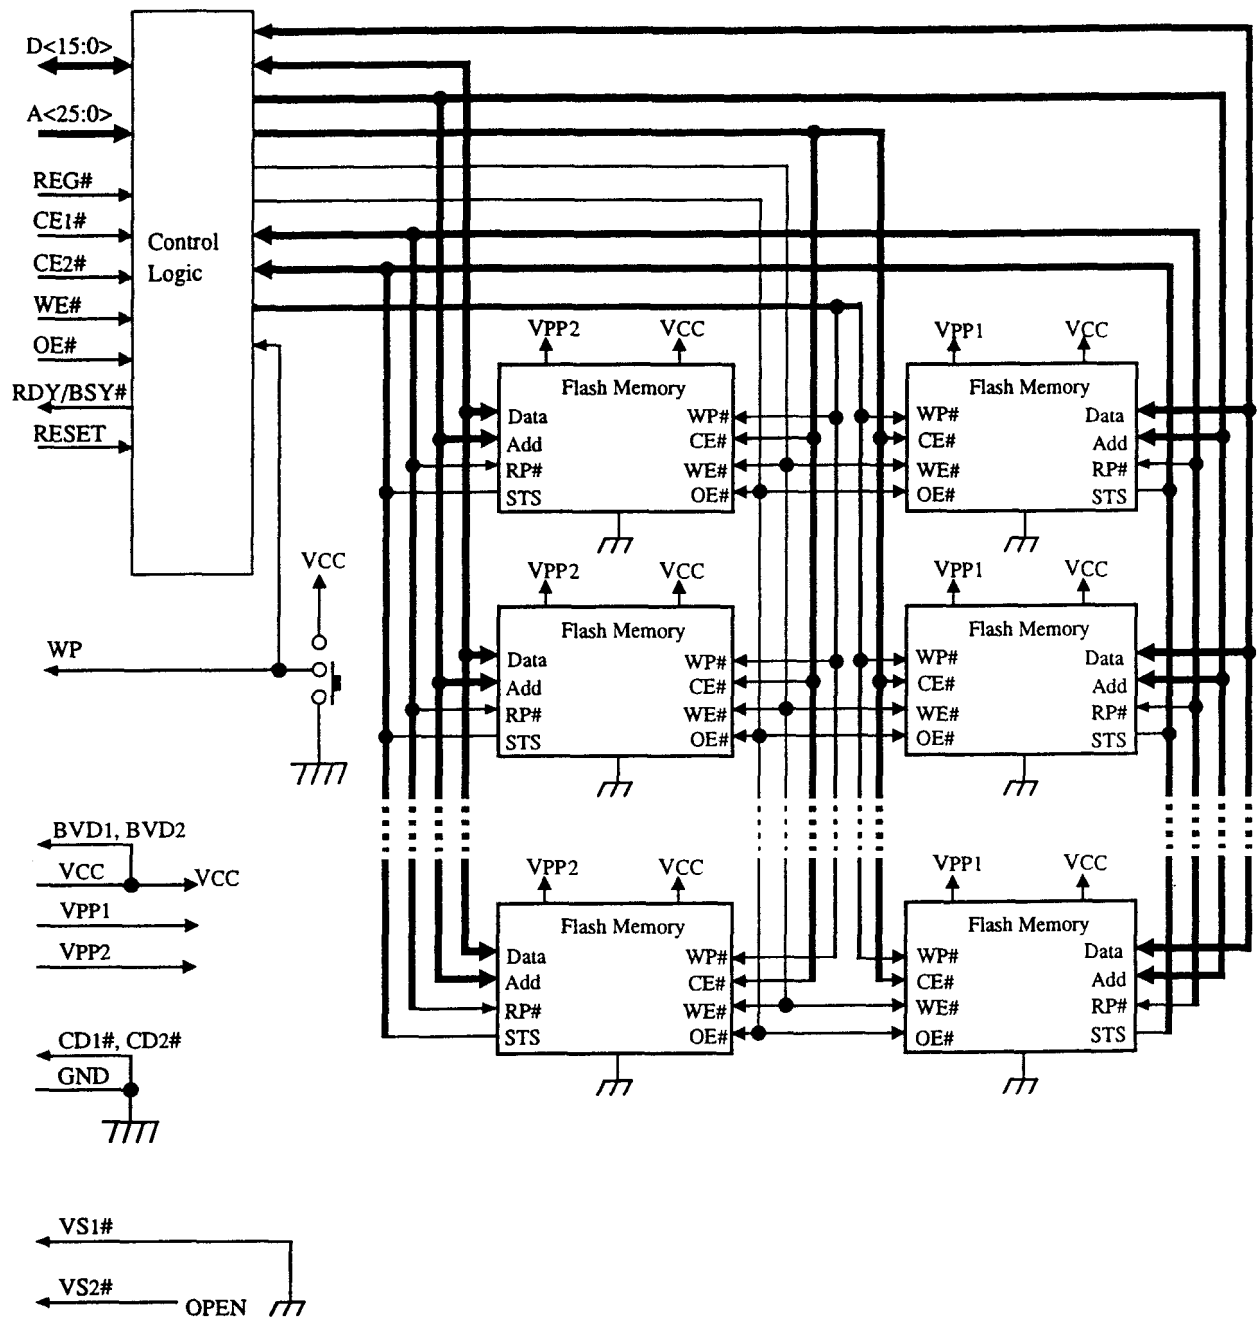 D<15:0>
A<25:0>
REG#
CE1#
CE2#
WE#
OE#
RDY/BSY#
RESET
Control
Logic
VCC
WP
BVD1, BVD2
VCC
VCC
VPP1
VPP2
CD1#, CD2#
GND
VS1#
VS2#
OPEN
VPP2
VCC
Flash Memory
Data
Add
RP#
STS
WP#
CE#
WE#
OE#
VPP1
VCC
Flash Memory
WP#
CE#
WE#
OE#
Data
Add
RP#
STS
VPP2
VCC
Flash Memory
Data
Add
RP#
STS
WP#
CE#
WE#
OE#
VPP1
VCC
Flash Memory
WP#
CE#
WE#
OE#
Data
Add
RP#
STS
VPP2
VCC
Flash Memory
Data
Add
RP#
STS
WP#
CE#
WE#
OE#
VPP1
VCC
Flash Memory
WP#
CE#
WE#
OE#
Data
Add
RP#
STS